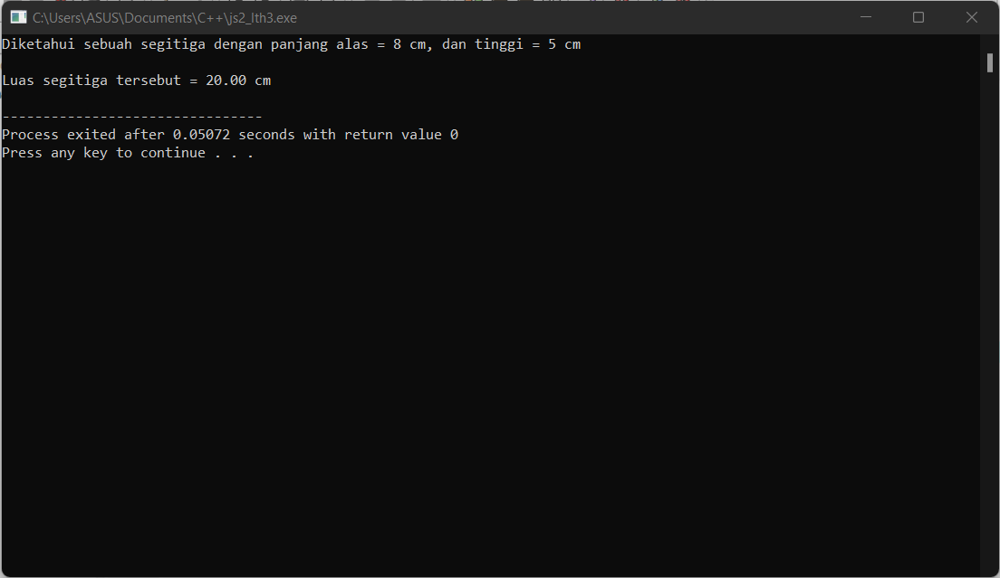 C:\Users\ASUS\Documents\C++\js2_lth3.exe
Diketahui sebuah segitiga dengan panjang alas = 8 cm, dan tinggi = 5 cm
Luas segitiga tersebut = 20.00 cm
--------------------------------
Process exited after 0.05072 seconds with return value 0
Press any key to continue . . .